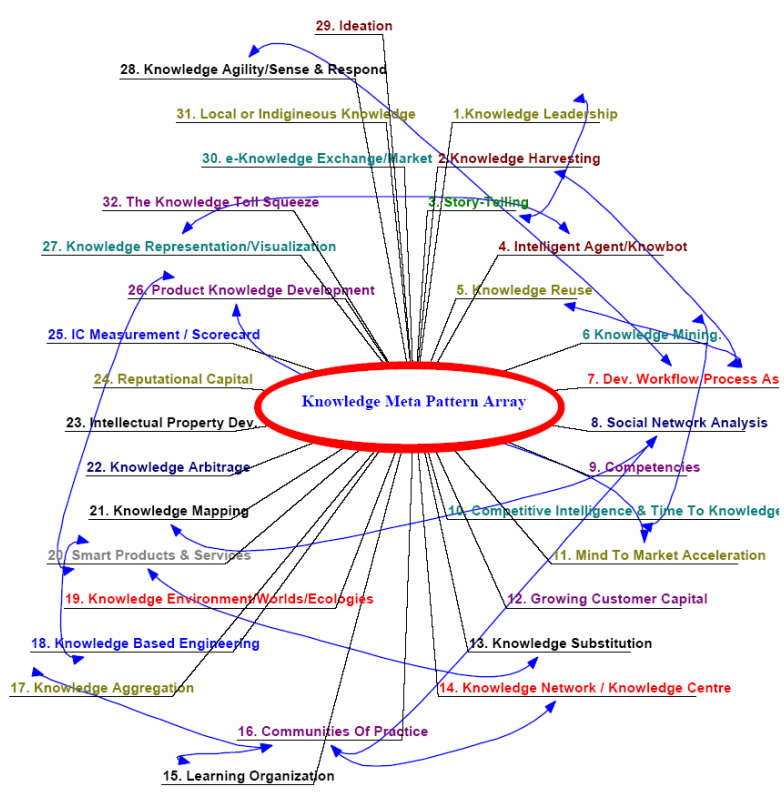 29. Ideation
28. Knowledge Agility/Sense & Respond
31. Local or Indigineous Knowledge
1.Knowledge Leadership
30. e-Knowledge Exchange/Market
2.Knowledge Harvesting
32. The Knowledge Toll Squeeze
3. Story-Telling
27. Knowledge Representation/Visualization
4. Intelligent Agent/Knowbot
26. Product Knowledge Development
5. Knowledge Reuse
25. IC Measurement / Scorecard
6 Knowledge Mining.
24. Reputational Capital
7. Dev. Workflow Process As
Knowledge Meta Pattern Array
23. Intellectual Property Dev.
8. Social Network Analysis
22. Knowledge Arbitrage
9. Competencies
21. Knowledge Mapping
10. Competitive Intelligence & Time To Knowledge
20. Smart Products & Services
11. Mind To Market Acceleration
19. Knowledge Environment/Worlds/Ecologies
12. Growing Customer Capital
18. Knowledge Based Engineering
13. Knowledge Substitution
17. Knowledge Aggregation
14. Knowledge Network / Knowledge Centre
16. Communities Of Practice
15. Learning Organization